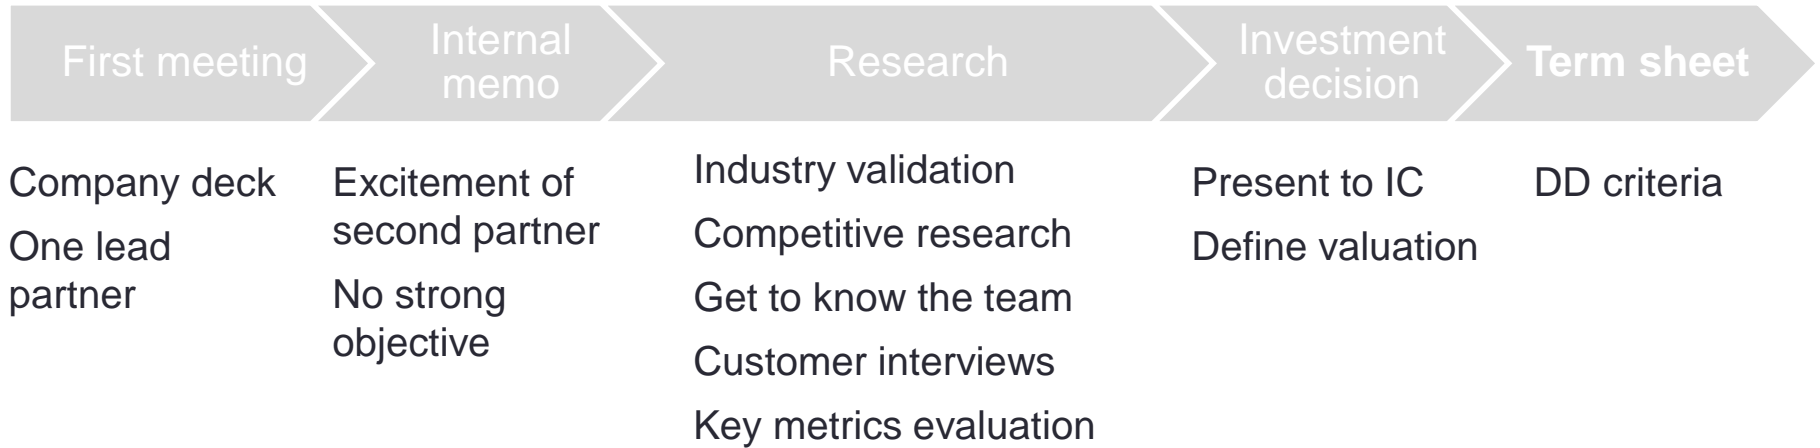 First meeting
Internal
memo
Research
Investment
decision
Term sheet
Company deck
One lead
partner
Excitement of
second partner
No strong
objective
Industry validation
Competitive research
Get to know the team
Customer interviews
Key metrics evaluation
Present to IC
Define valuation
DD criteria